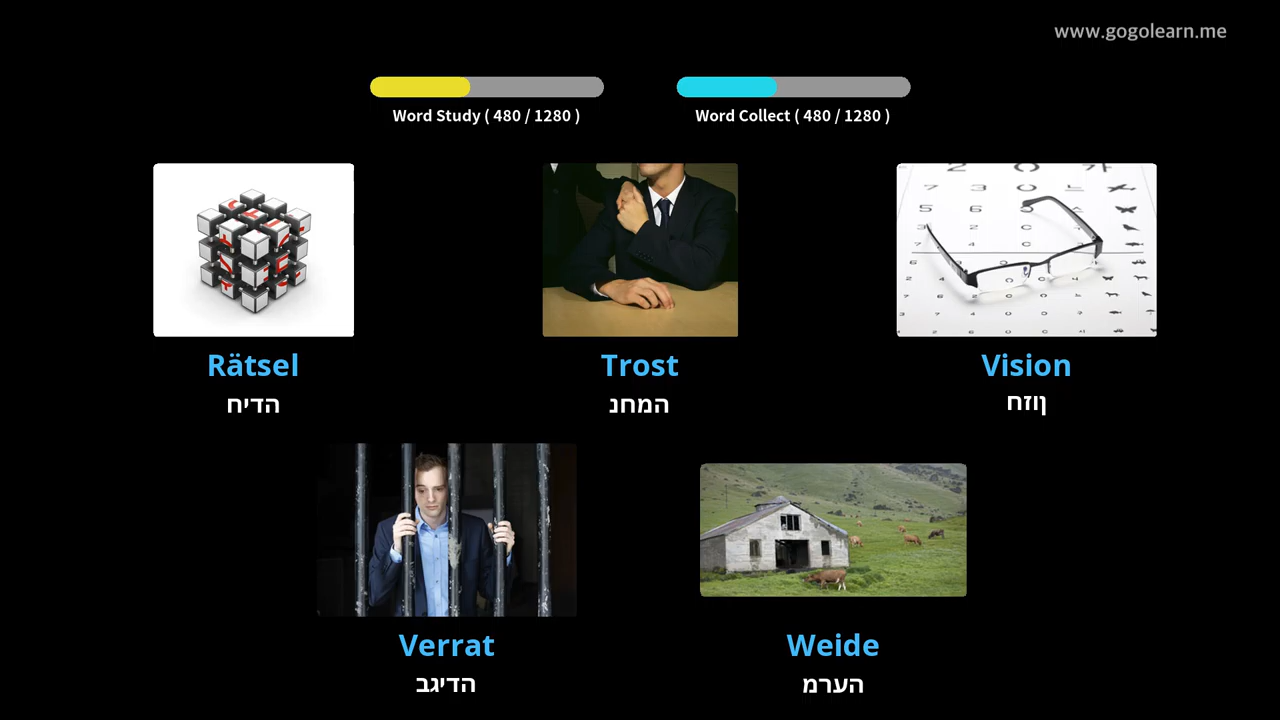 www.gogolearn.me
Word Study ( 480 / 1280 )
Word Collect ( 480 / 1280 )
Rätsel
הדיח
Trost
המחנ
Vision
ןוזח
Verrat
הדיגב
Weide
הערמ